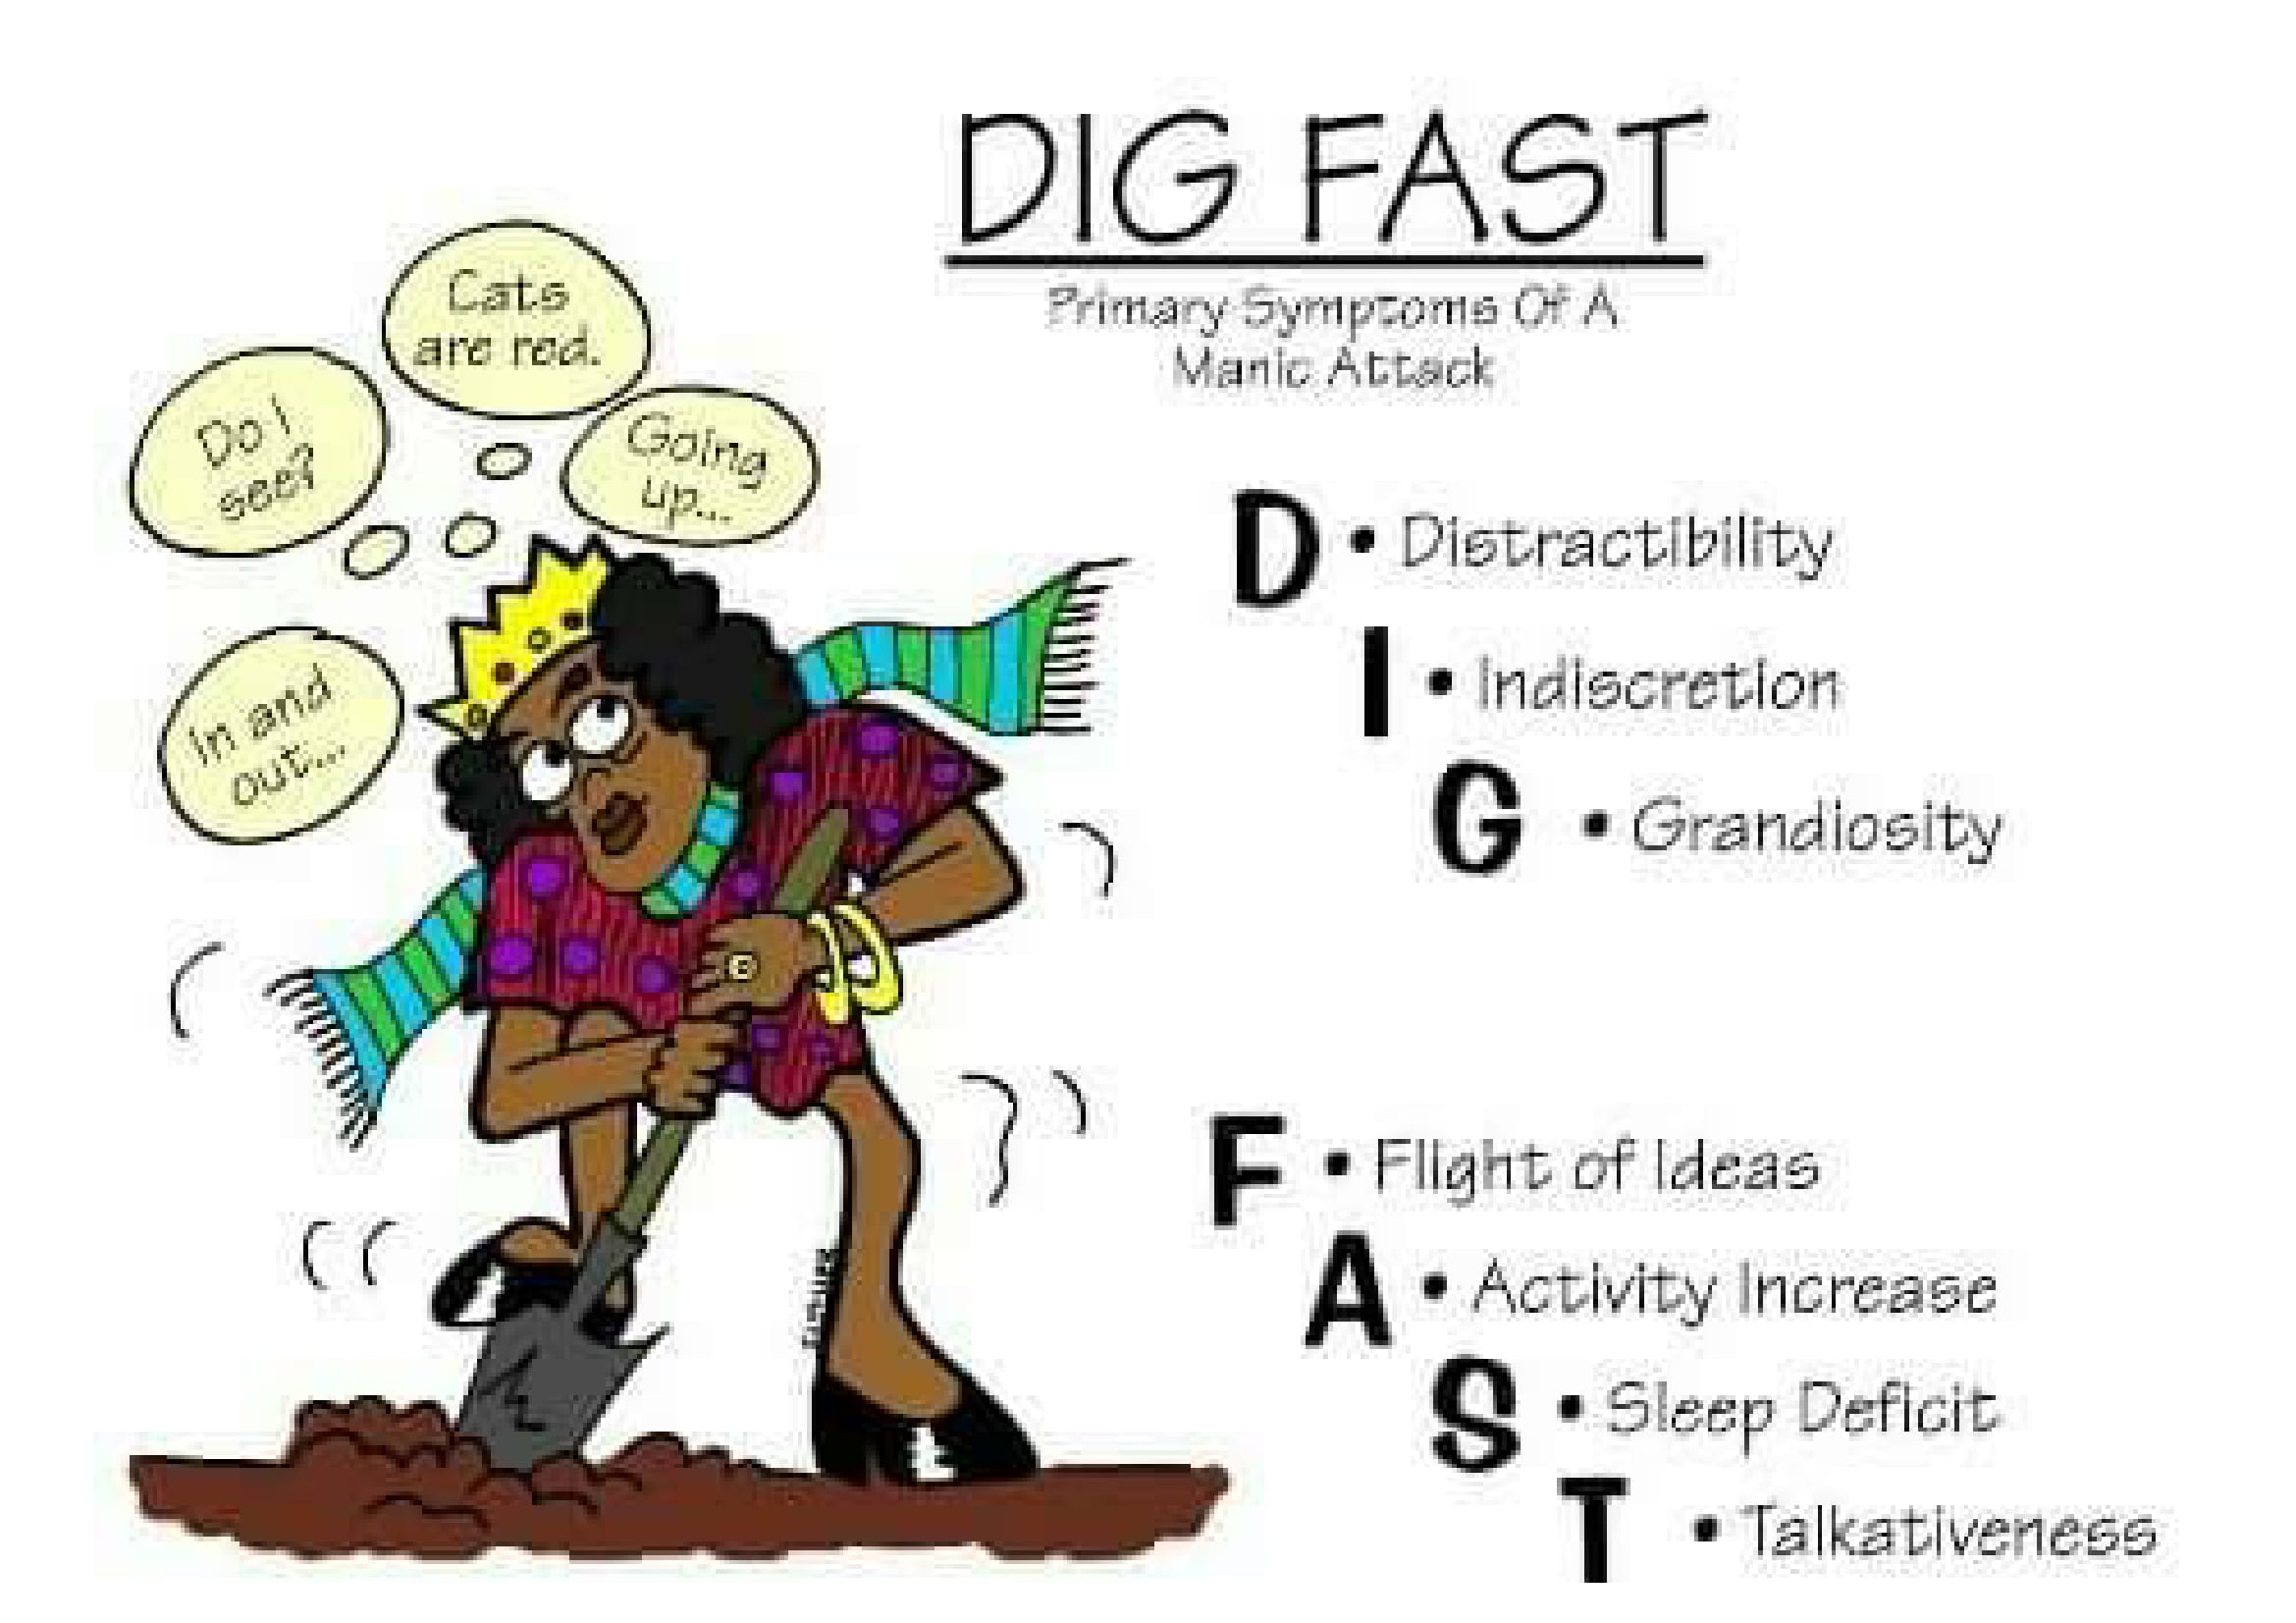 DIG FAST
Primary Symptoms Of A
Manic Attack
Cats
are red.
Do I
see?
Going
up...
In and
out...
D • Distractibility
I • Indiscretion
G • Grandiosity
F • Flight of Ideas
A • Activity Increase
S • Sleep Deficit
T • Talkativeness